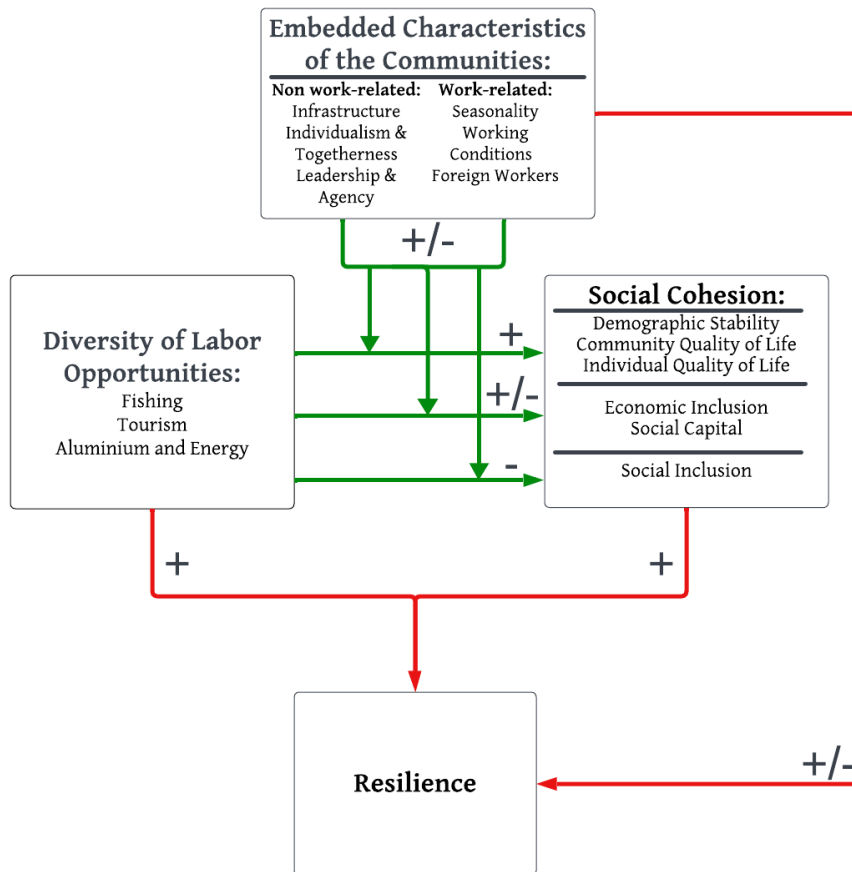 Embedded Characteristics
of the Communities:
Non work-related:
Infrastructure
Individualism &
Togetherness
Leadership &
Agency
Work-related:
Seasonality
Working
Conditions
Foreign Workers
+/-
Diversity of Labor
Opportunities:
Fishing
Tourism
Aluminium and Energy
+
+/-
-
Social Cohesion:
Demographic Stability
Community Quality of Life
Individual Quality of Life
Economic Inclusion
Social Capital
Social Inclusion
+
+
Resilience
+/-